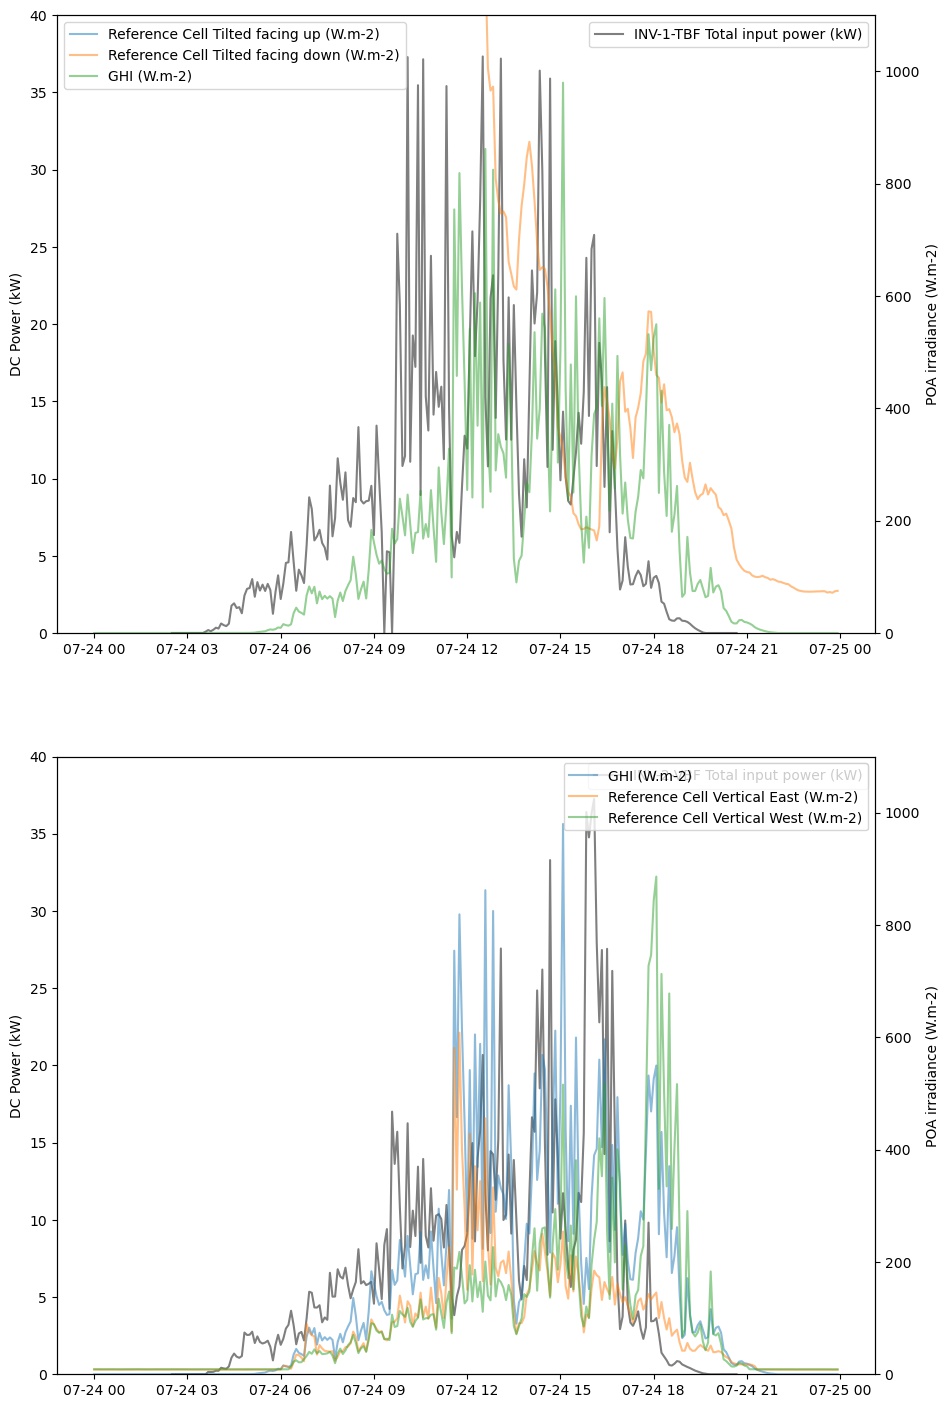 40
35
30
25
20
15
10
5
0
DC Power (kW)
Reference Cell Tilted facing up (W.m-2)
Reference Cell Tilted facing down (W.m-2)
GHI (W.m-2)
INV-1-TBF Total input power (kW)
1000
800
600
400
200
0
POA irradiance (W.m-2)
07-24 00 07-24 03 07-24 06 07-24 09 07-24 12 07-24 15 07-24 18 07-24 21 07-25 00
40
35
30
25
20
15
10
5
0
DC Power (kW)
GHI (W.m-2)
Total input power (kW)
Reference Cell Vertical East (W.m-2)
Reference Cell Vertical West (W.m-2)
1000
800
600
400
200
0
POA irradiance (W.m-2)
07-24 00 07-24 03 07-24 06 07-24 09 07-24 12 07-24 15 07-24 18 07-24 21 07-25 00